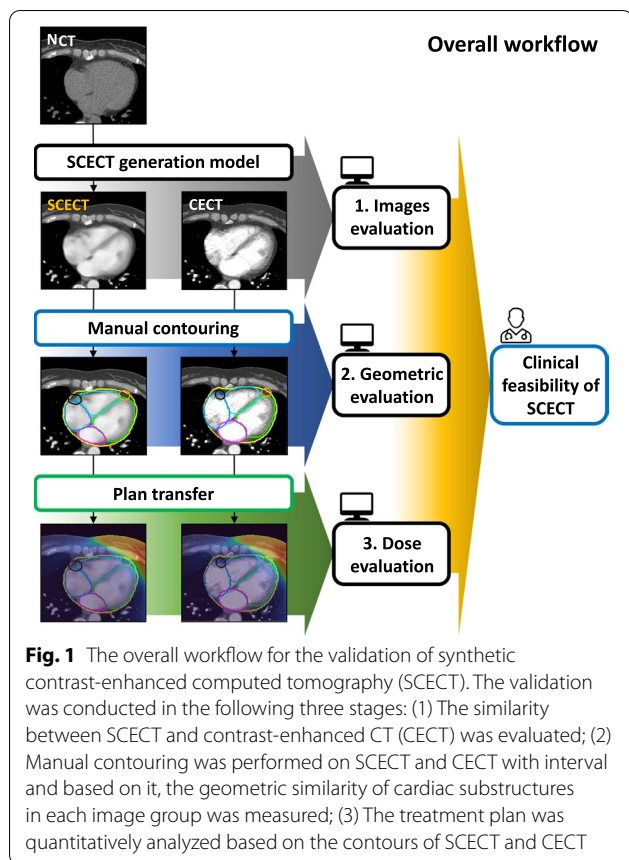 NCT
Overall workflow
SCECT generation model
SCECT
CECT
1. Images
evaluation
Manual contouring
2. Geometric
evaluation
Clinical
feasibility of
SCECT
Plan transfer
3. Dose
evaluation
Fig. 1 The overall workflow for the validation of synthetic
contrast-enhanced computed tomography (SCECT). The validation
was conducted in the following three stages: (1) The similarity
between SCECT and contrast-enhanced CT (CECT) was evaluated; (2)
Manual contouring was performed on SCECT and CECT with interval
and based on it, the geometric similarity of cardiac substructures
in each image group was measured; (3) The treatment plan was
quantitatively analyzed based on the contours of SCECT and CECT